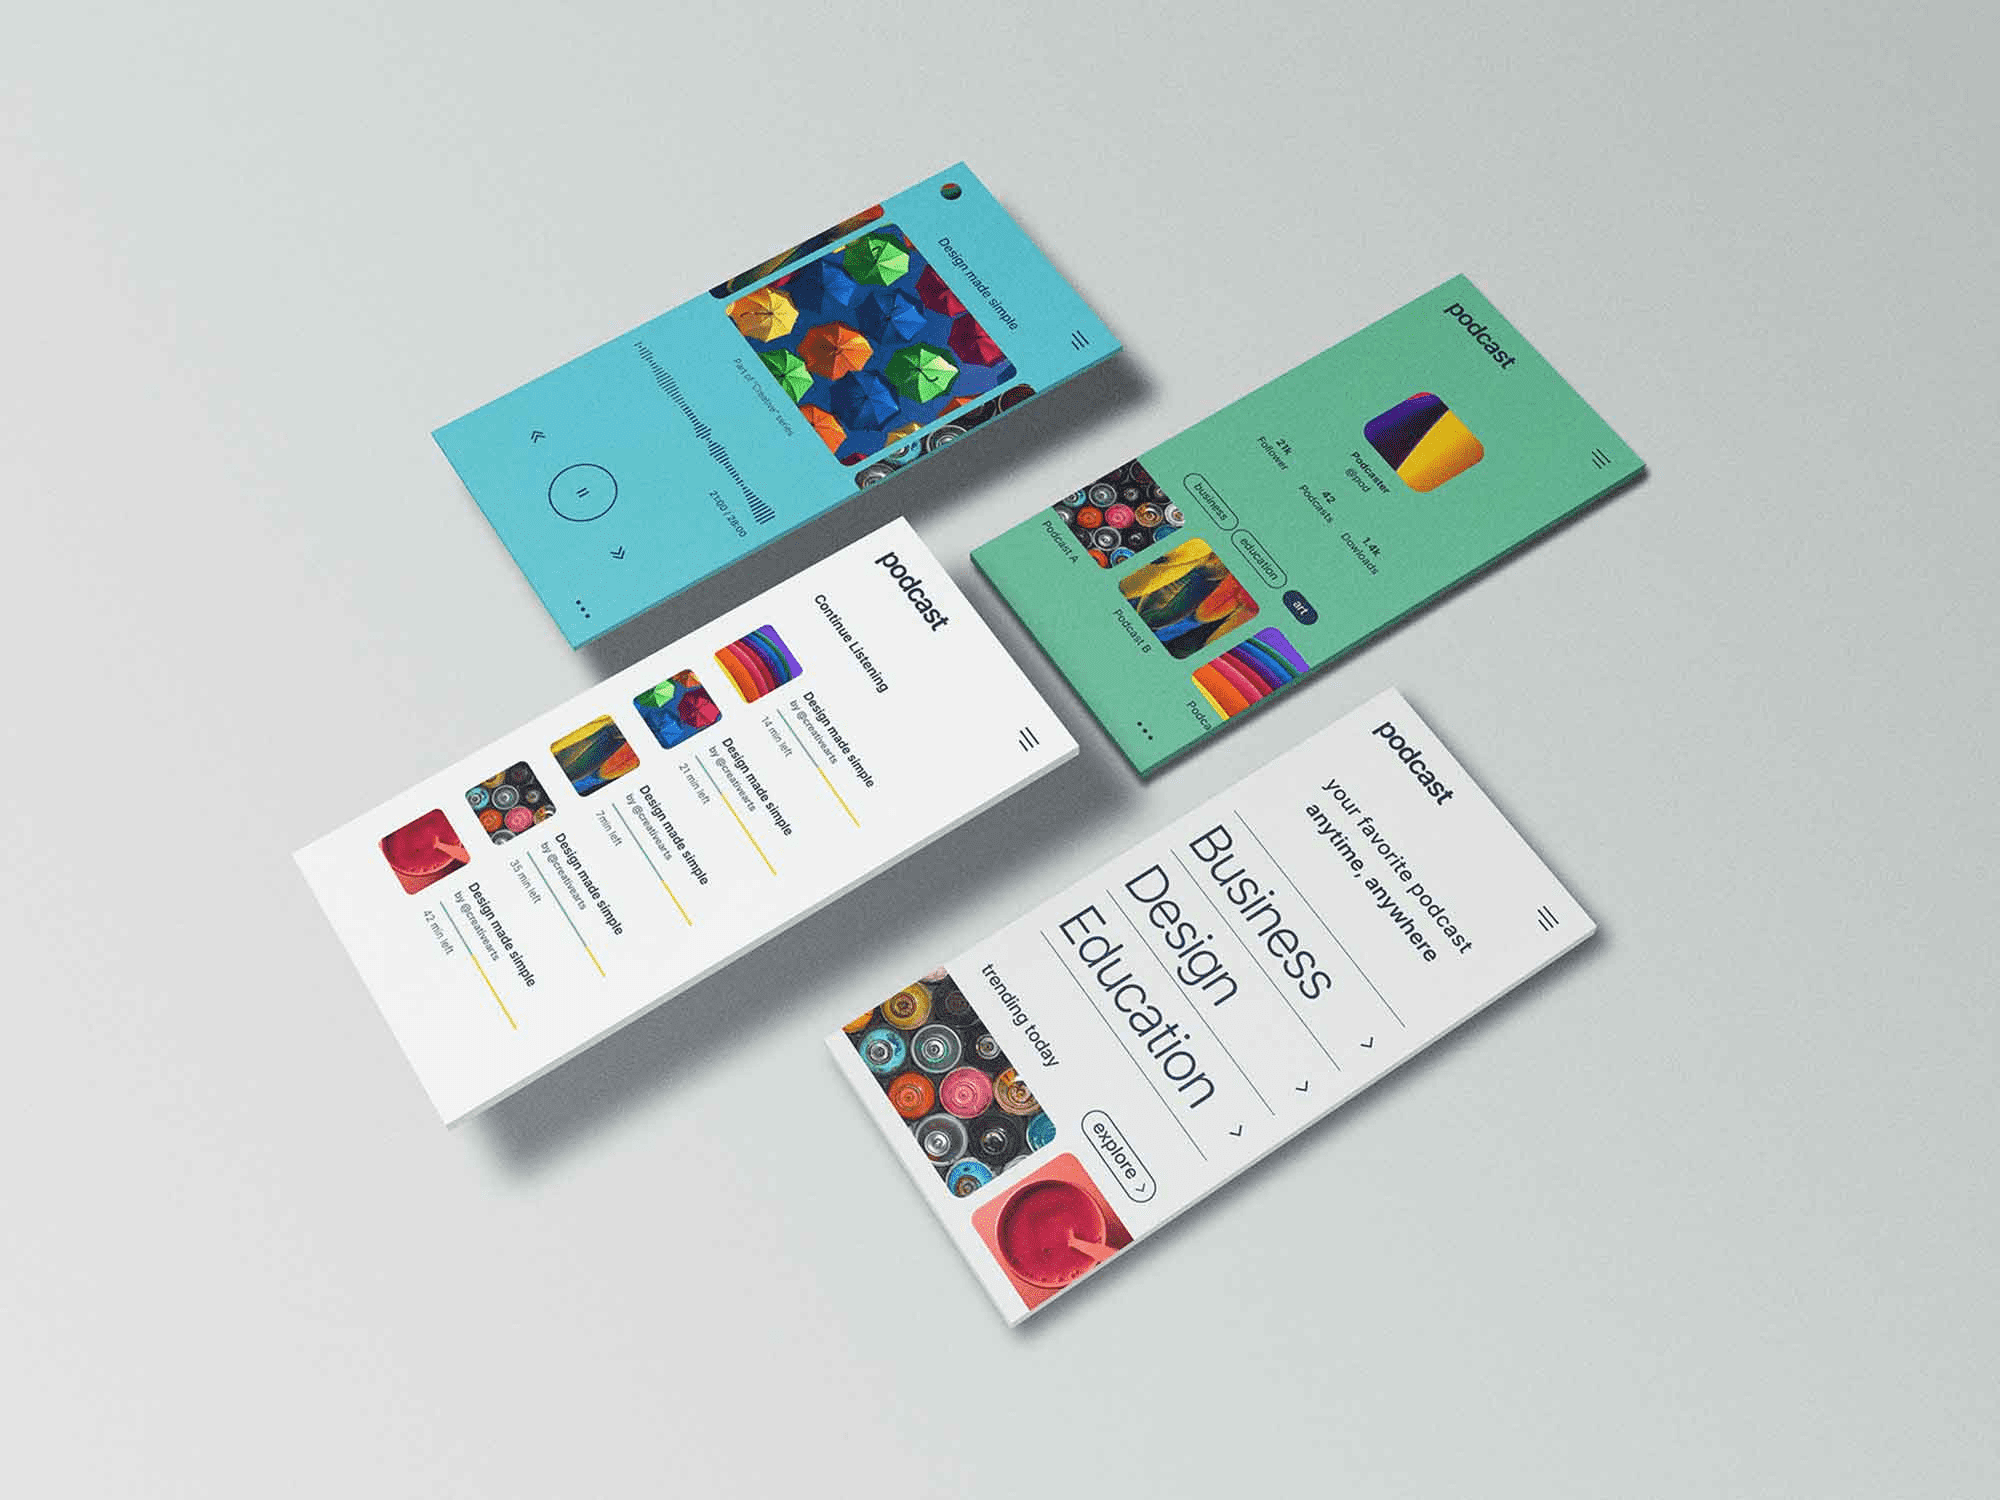 Design made simple
Part of "Creative" series
21:00 / 28:00
podcast
Podcaster
@pod
21k
Follower
42
Podcasts
1.4k
Dowloads
business
education
art
Podcast A
Podcast B
Podca
podcast
Continue Listening
Design made simple
by @creativearts
14 min left
Design made simple
by @creativearts
21 min left
Design made simple
by @creativearts
7min left
Design made simple
by @creativearts
35 min left
Design made simple
by @creativearts
42 min left
podcast
your favorite podcast
anytime, anywhere
Business
Design
Education
trending today
explore